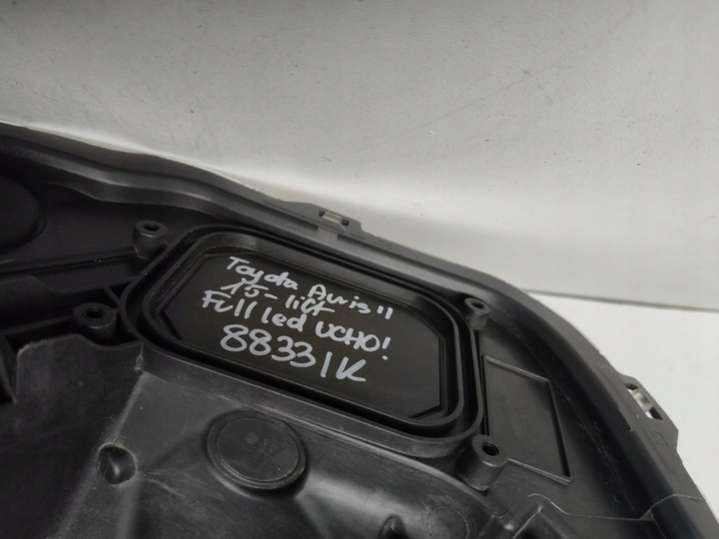 Toyota Auris II
15- lift
Full led UCHO!
88331K